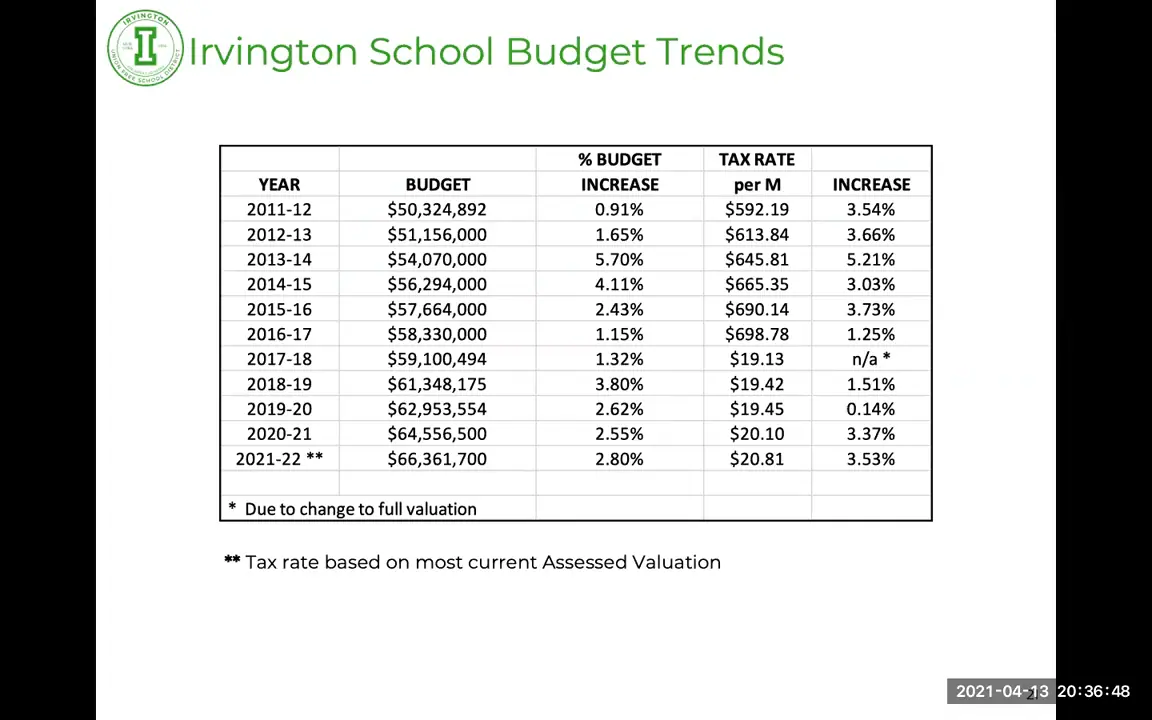 IRVINGTON
UNION FREE SCHOOL DISTRICT
Irvington School Budget Trends
% BUDGET TAX RATE
YEAR BUDGET INCREASE per M INCREASE
2011-12 $50,324,892 0.91% $592.19 3.54%
2012-13 $51,156,000 1.65% $613.84 3.66%
2013-14 $54,070,000 5.70% $645.81 5.21%
2014-15 $56,294,000 4.11% $665.35 3.03%
2015-16 $57,664,000 2.43% $690.14 3.73%
2016-17 $58,330,000 1.15% $698.78 1.25%
2017-18 $59,100,494 1.32% $19.13 n/a *
2018-19 $61,348,175 3.80% $19.42 1.51%
2019-20 $62,953,554 2.62% $19.45 0.14%
2020-21 $64,556,500 2.55% $20.10 3.37%
2021-22 ** $66,361,700 2.80% $20.81 3.53%
* Due to change to full valuation
** Tax rate based on most current Assessed Valuation
2021-04-13 20:36:48